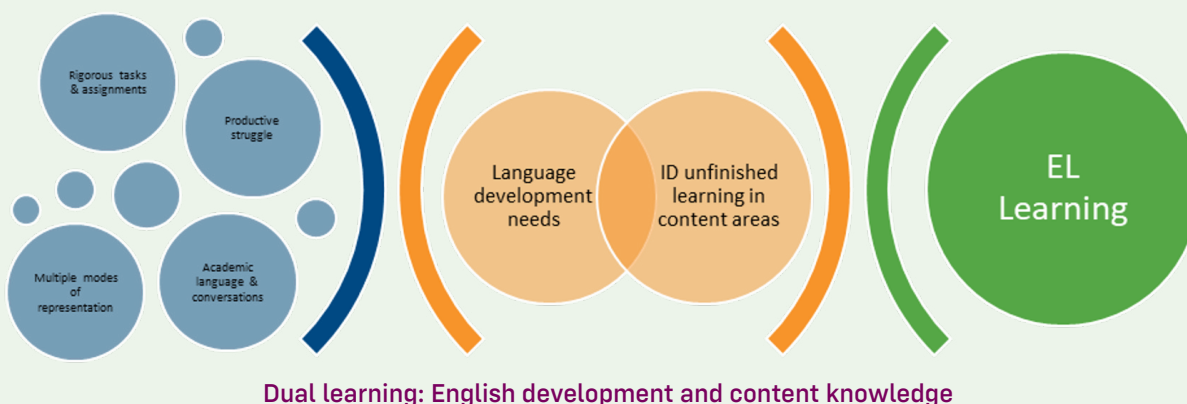 Rigorous tasks
& assignments
Productive
struggle
Multiple modes
of
representation
Academic
language &
conversations
Language
development
needs
ID unfinished
learning in
content areas
EL
Learning
Dual learning: English development and content knowledge